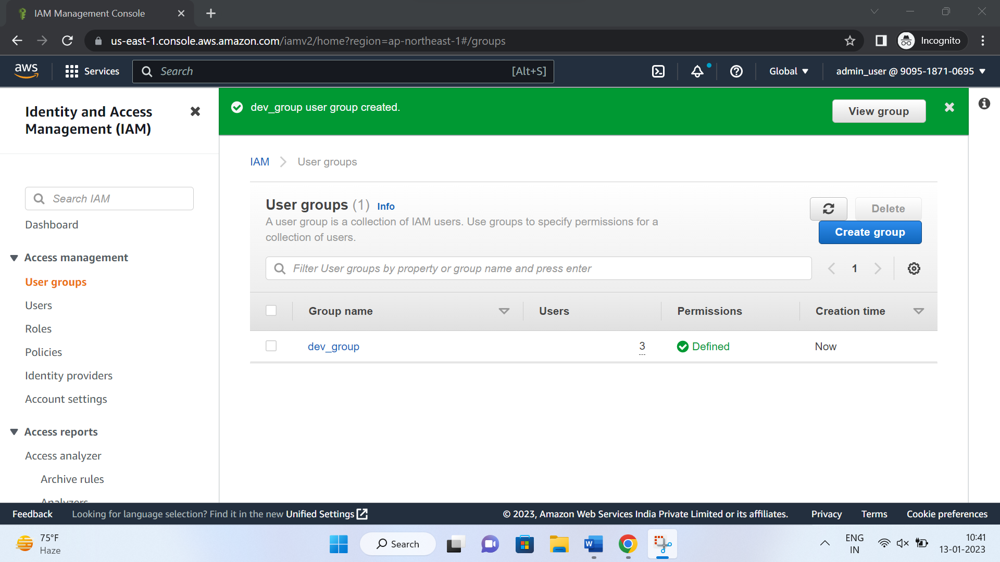 IAM Management Console
us-east-1.console.aws.amazon.com/iamv2/home?region=ap-northeast-1#/groups
Incognito
aws
Services
Search
[Alt+S]
Global
admin_user @ 9095-1871-0695
Identity and Access
Management (IAM)
dev_group user group created.
View group
IAM
User groups
Search IAM
Dashboard
Access management
User groups
Users
Roles
Policies
Identity providers
Account settings
Access reports
Access analyzer
Archive rules
Analyzers
User groups (1) Info
A user group is a collection of IAM users. Use groups to specify permissions for a
collection of users.
Delete
Create group
Filter User groups by property or group name and press enter
1
Group name
Users
Permissions
Creation time
dev_group
3
Defined
Now
Feedback
Looking for language selection? Find it in the new Unified Settings
© 2023, Amazon Web Services India Private Limited or its affiliates.
Privacy
Terms
Cookie preferences
75°F
Haze
Search
W
ENG
IN
10:41
13-01-2023